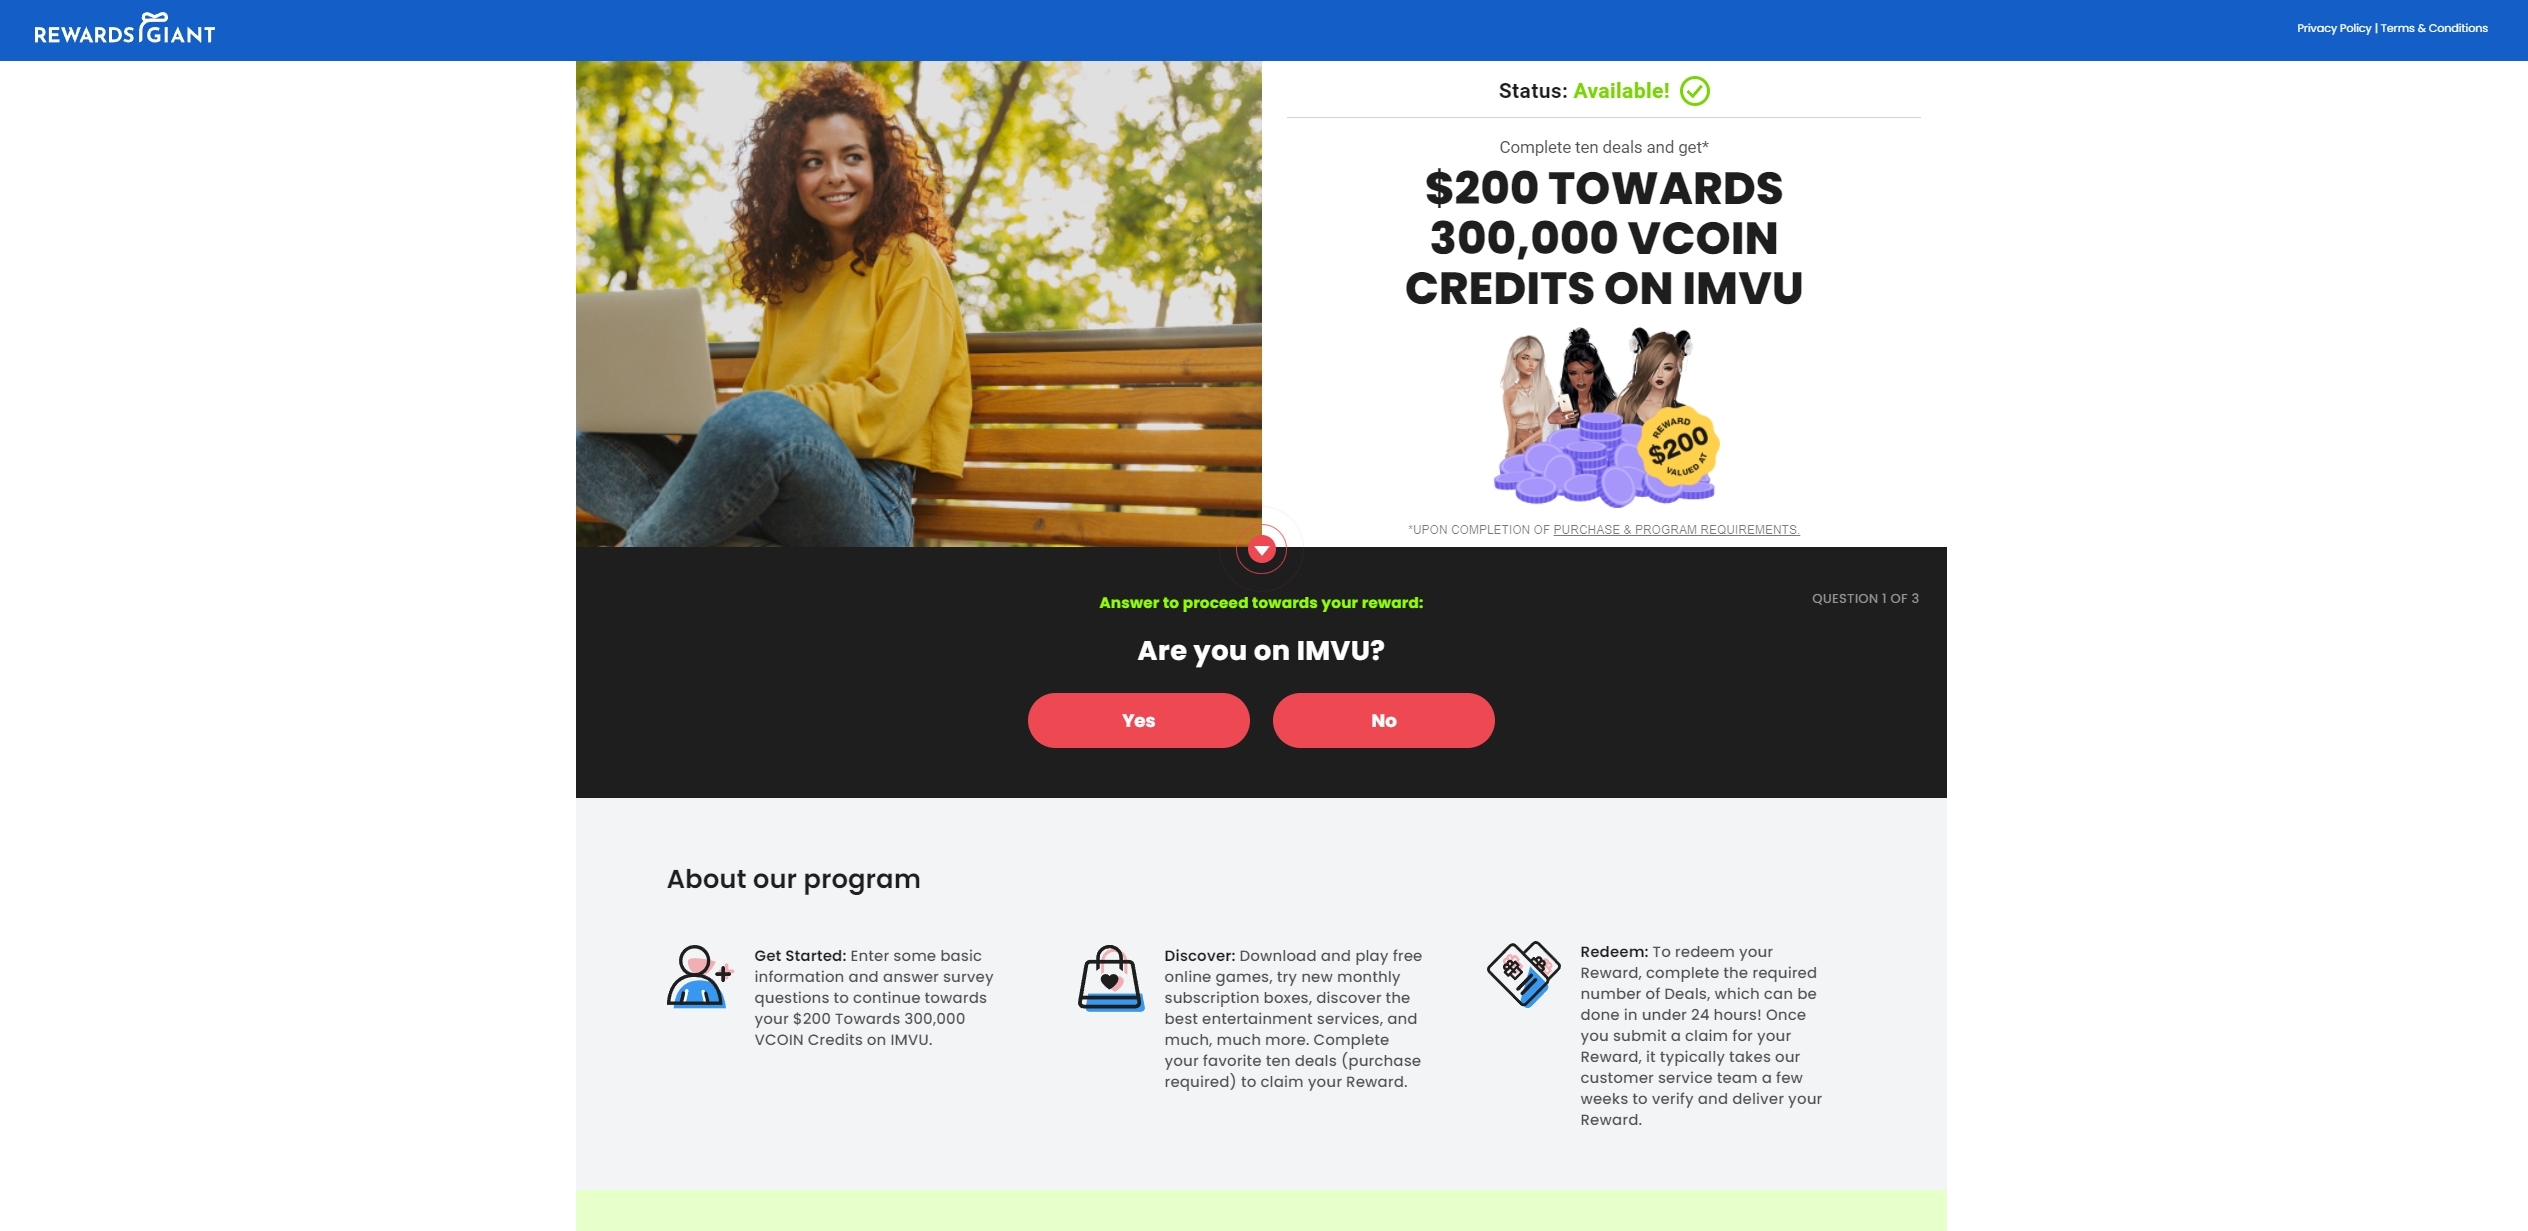 REWARDS GIANT
Privacy Policy | Terms & Conditions
Status: Available!
Complete ten deals and get*
$200 TOWARDS
300,000 VCOIN
CREDITS ON IMVU
REWARD
$200
VALUED AT
*UPON COMPLETION OF PURCHASE & PROGRAM REQUIREMENTS.
Answer to proceed towards your reward:
QUESTION 1 OF 3
Are you on IMVU?
Yes
No
About our program
Get Started: Enter some basic
information and answer survey
questions to continue towards
your $200 Towards 300,000
VCOIN Credits on IMVU.
Discover: Download and play free
online games, try new monthly
subscription boxes, discover the
best entertainment services, and
much, much more. Complete
your favorite ten deals (purchase
required) to claim your Reward.
Redeem: To redeem your
Reward, complete the required
number of Deals, which can be
done in under 24 hours! Once
you submit a claim for your
Reward, it typically takes our
customer service team a few
weeks to verify and deliver your
Reward.